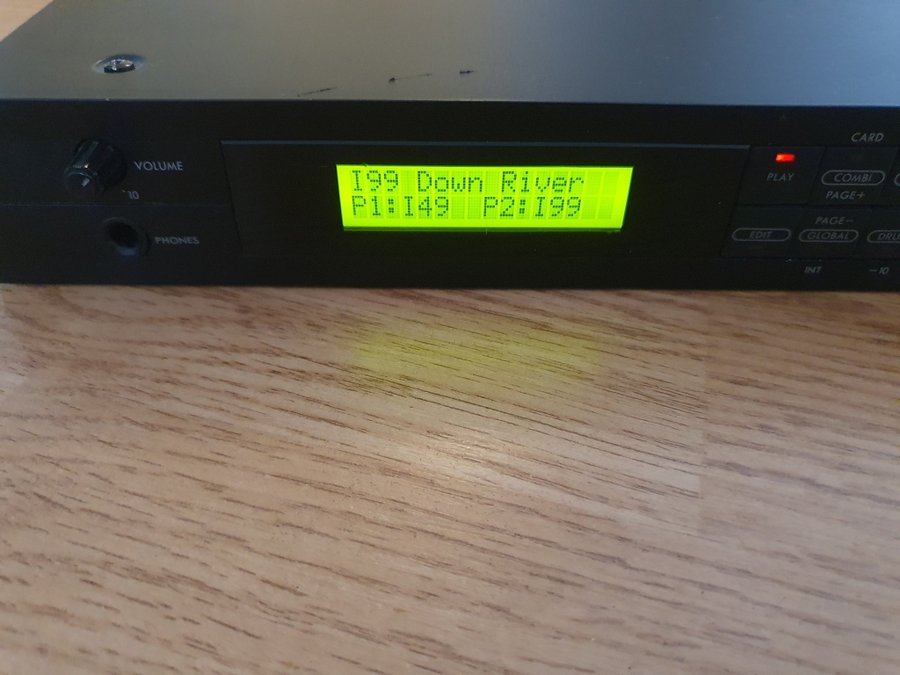 VOLUME
10
PHONES
I99 Down River
P1:I49 P2:I99
PLAY
CARD
COMBI
PAGE+
PAGE-
EDIT
GLOBAL
INT
-10